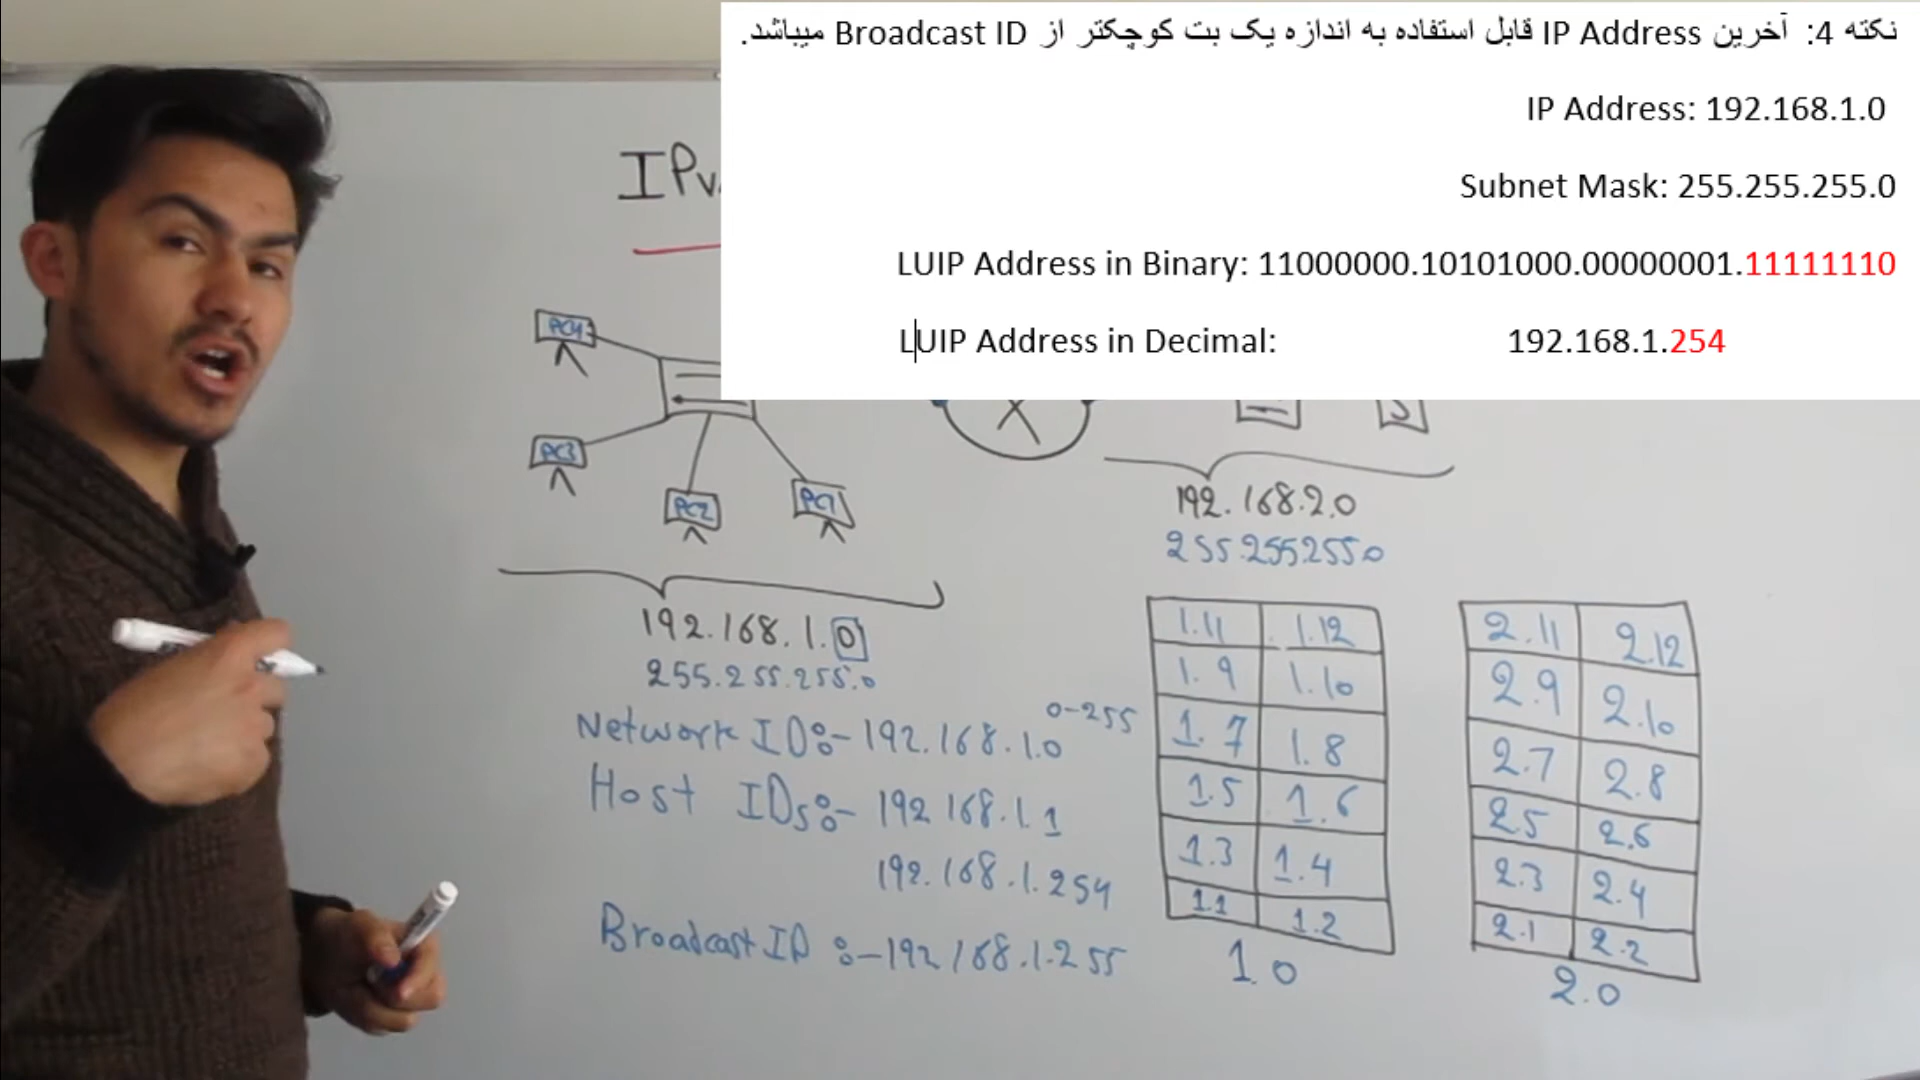 نکته 4: آخرین IP Address قابل استفاده به اندازه یک بت کوچکتر از Broadcast ID میباشد.
IP Address: 192.168.1.0
Subnet Mask: 255.255.255.0
LUIP Address in Binary: 11000000.10101000.00000001.11111110
LUIP Address in Decimal: 192.168.1.254
IPv
PC4
PC3
PC2
PC1
X
192.168.2.0
255.255.255.0
192.168.1.0
255.255.255.0
Network ID:- 192.168.1.0
0-255
Host IDs:- 192 168.1.1
192.168.1.254
Broadcast ID :- 192 168.1.255
1.11 1.12
1.9 1.10
1.7 1.8
1.5 1.6
1.3 1.4
1.1 1.2
1.0
2.11 2.12
2.9 2.10
2.7 2.8
2.5 2.6
2.3 2.4
2.1 2.2
2.0